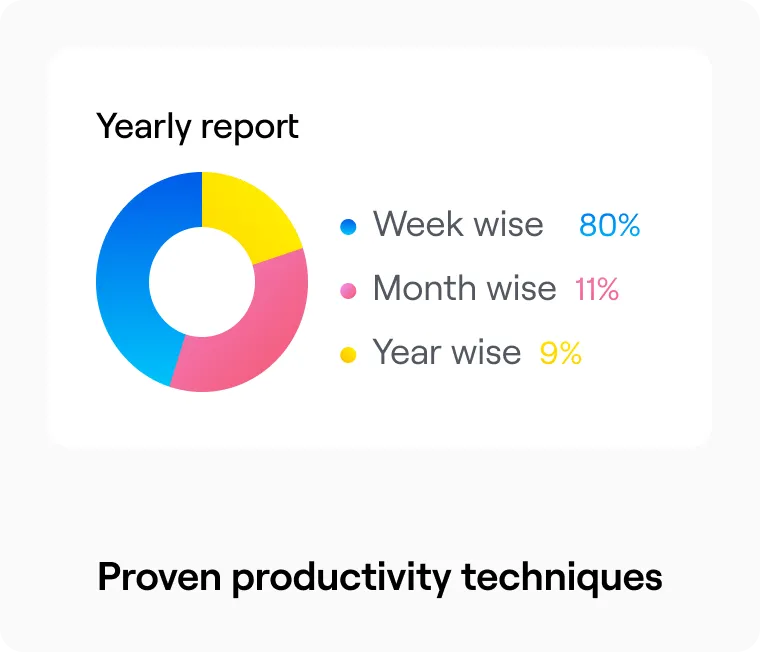 Yearly report
Week wise 80%
Month wise 11%
Year wise 9%
Proven productivity techniques